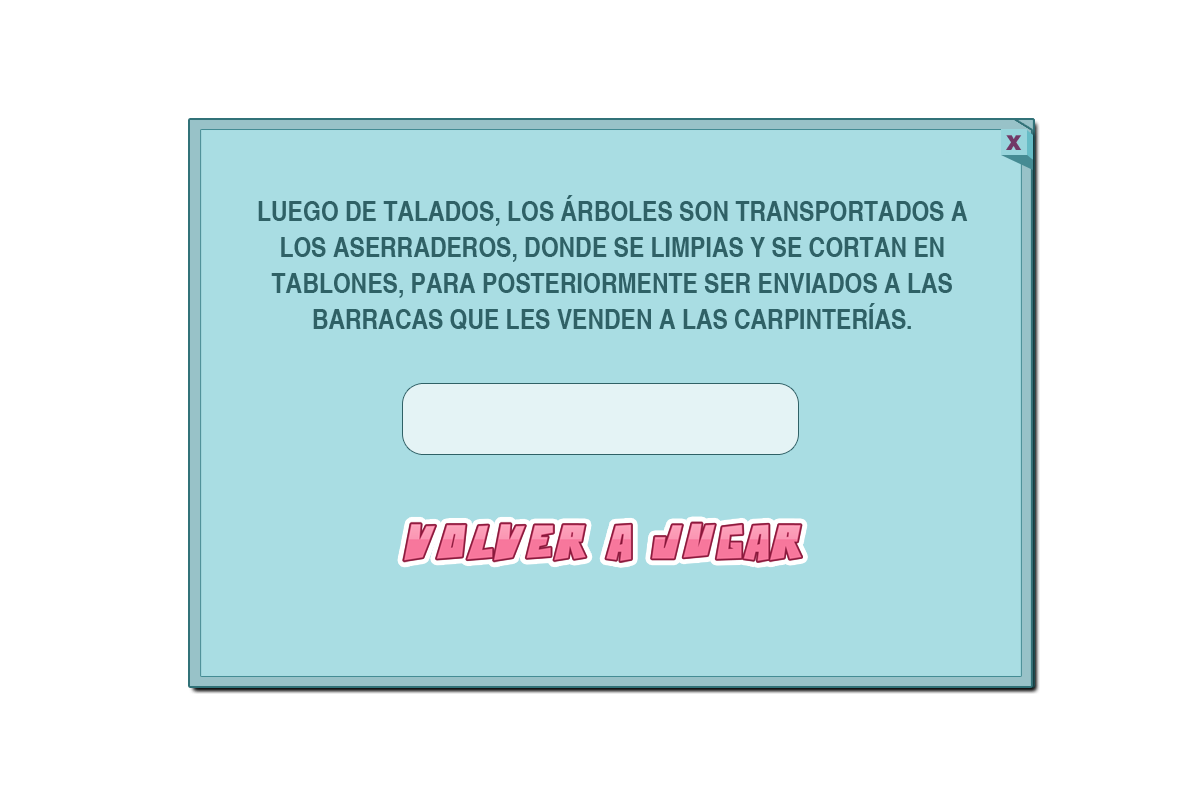 X
LUEGO DE TALADOS, LOS ÁRBOLES SON TRANSPORTADOS A
LOS ASERRADEROS, DONDE SE LIMPIAS Y SE CORTAN EN
TABLONES, PARA POSTERIORMENTE SER ENVIADOS A LAS
BARRACAS QUE LES VENDEN A LAS CARPINTERÍAS.
VOLVER A JUGAR